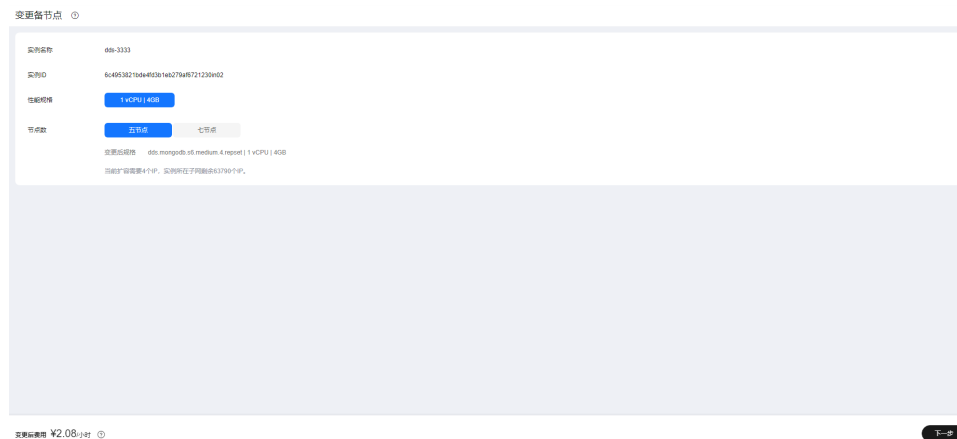 变更备节点
实例名称 dds-3333
实例ID 6c4953821bde4fd3b1eb279af6721230in02
性能规格 1 vCPU | 4GB
节点数 五节点 七节点
变更后规格 dds.mongodb.s6.medium.4.repset | 1 vCPU | 4GB
当前扩容需要4个IP，实例所在子网剩余63790个IP。
变更后费用 ¥2.08/小时
下一步